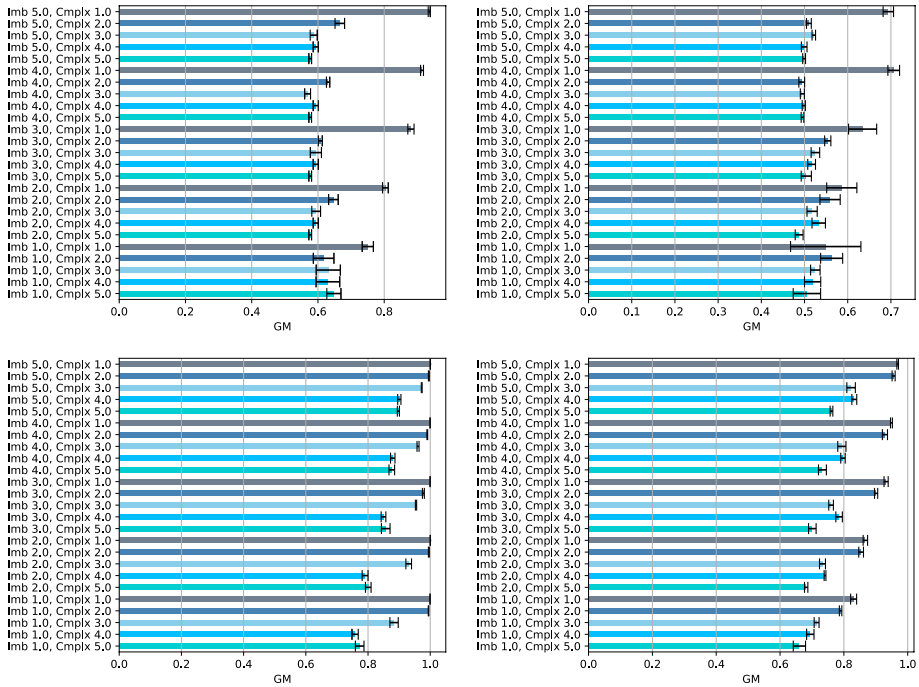 Imb 5.0, Cmplx 1.0
Imb 5.0, Cmplx 2.0
Imb 5.0, Cmplx 3.0
Imb 5.0, Cmplx 4.0
Imb 5.0, Cmplx 5.0
Imb 4.0, Cmplx 1.0
Imb 4.0, Cmplx 2.0
Imb 4.0, Cmplx 3.0
Imb 4.0, Cmplx 4.0
Imb 4.0, Cmplx 5.0
Imb 3.0, Cmplx 1.0
Imb 3.0, Cmplx 2.0
Imb 3.0, Cmplx 3.0
Imb 3.0, Cmplx 4.0
Imb 3.0, Cmplx 5.0
Imb 2.0, Cmplx 1.0
Imb 2.0, Cmplx 2.0
Imb 2.0, Cmplx 3.0
Imb 2.0, Cmplx 4.0
Imb 2.0, Cmplx 5.0
Imb 1.0, Cmplx 1.0
Imb 1.0, Cmplx 2.0
Imb 1.0, Cmplx 3.0
Imb 1.0, Cmplx 4.0
Imb 1.0, Cmplx 5.0
0.0 0.2 0.4 0.6 0.8
GM
Imb 5.0, Cmplx 1.0
Imb 5.0, Cmplx 2.0
Imb 5.0, Cmplx 3.0
Imb 5.0, Cmplx 4.0
Imb 5.0, Cmplx 5.0
Imb 4.0, Cmplx 1.0
Imb 4.0, Cmplx 2.0
Imb 4.0, Cmplx 3.0
Imb 4.0, Cmplx 4.0
Imb 4.0, Cmplx 5.0
Imb 3.0, Cmplx 1.0
Imb 3.0, Cmplx 2.0
Imb 3.0, Cmplx 3.0
Imb 3.0, Cmplx 4.0
Imb 3.0, Cmplx 5.0
Imb 2.0, Cmplx 1.0
Imb 2.0, Cmplx 2.0
Imb 2.0, Cmplx 3.0
Imb 2.0, Cmplx 4.0
Imb 2.0, Cmplx 5.0
Imb 1.0, Cmplx 1.0
Imb 1.0, Cmplx 2.0
Imb 1.0, Cmplx 3.0
Imb 1.0, Cmplx 4.0
Imb 1.0, Cmplx 5.0
0.0 0.1 0.2 0.3 0.4 0.5 0.6 0.7
GM
Imb 5.0, Cmplx 1.0
Imb 5.0, Cmplx 2.0
Imb 5.0, Cmplx 3.0
Imb 5.0, Cmplx 4.0
Imb 5.0, Cmplx 5.0
Imb 4.0, Cmplx 1.0
Imb 4.0, Cmplx 2.0
Imb 4.0, Cmplx 3.0
Imb 4.0, Cmplx 4.0
Imb 4.0, Cmplx 5.0
Imb 3.0, Cmplx 1.0
Imb 3.0, Cmplx 2.0
Imb 3.0, Cmplx 3.0
Imb 3.0, Cmplx 4.0
Imb 3.0, Cmplx 5.0
Imb 2.0, Cmplx 1.0
Imb 2.0, Cmplx 2.0
Imb 2.0, Cmplx 3.0
Imb 2.0, Cmplx 4.0
Imb 2.0, Cmplx 5.0
Imb 1.0, Cmplx 1.0
Imb 1.0, Cmplx 2.0
Imb 1.0, Cmplx 3.0
Imb 1.0, Cmplx 4.0
Imb 1.0, Cmplx 5.0
0.0 0.2 0.4 0.6 0.8 1.0
GM
Imb 5.0, Cmplx 1.0
Imb 5.0, Cmplx 2.0
Imb 5.0, Cmplx 3.0
Imb 5.0, Cmplx 4.0
Imb 5.0, Cmplx 5.0
Imb 4.0, Cmplx 1.0
Imb 4.0, Cmplx 2.0
Imb 4.0, Cmplx 3.0
Imb 4.0, Cmplx 4.0
Imb 4.0, Cmplx 5.0
Imb 3.0, Cmplx 1.0
Imb 3.0, Cmplx 2.0
Imb 3.0, Cmplx 3.0
Imb 3.0, Cmplx 4.0
Imb 3.0, Cmplx 5.0
Imb 2.0, Cmplx 1.0
Imb 2.0, Cmplx 2.0
Imb 2.0, Cmplx 3.0
Imb 2.0, Cmplx 4.0
Imb 2.0, Cmplx 5.0
Imb 1.0, Cmplx 1.0
Imb 1.0, Cmplx 2.0
Imb 1.0, Cmplx 3.0
Imb 1.0, Cmplx 4.0
Imb 1.0, Cmplx 5.0
0.0 0.2 0.4 0.6 0.8 1.0
GM